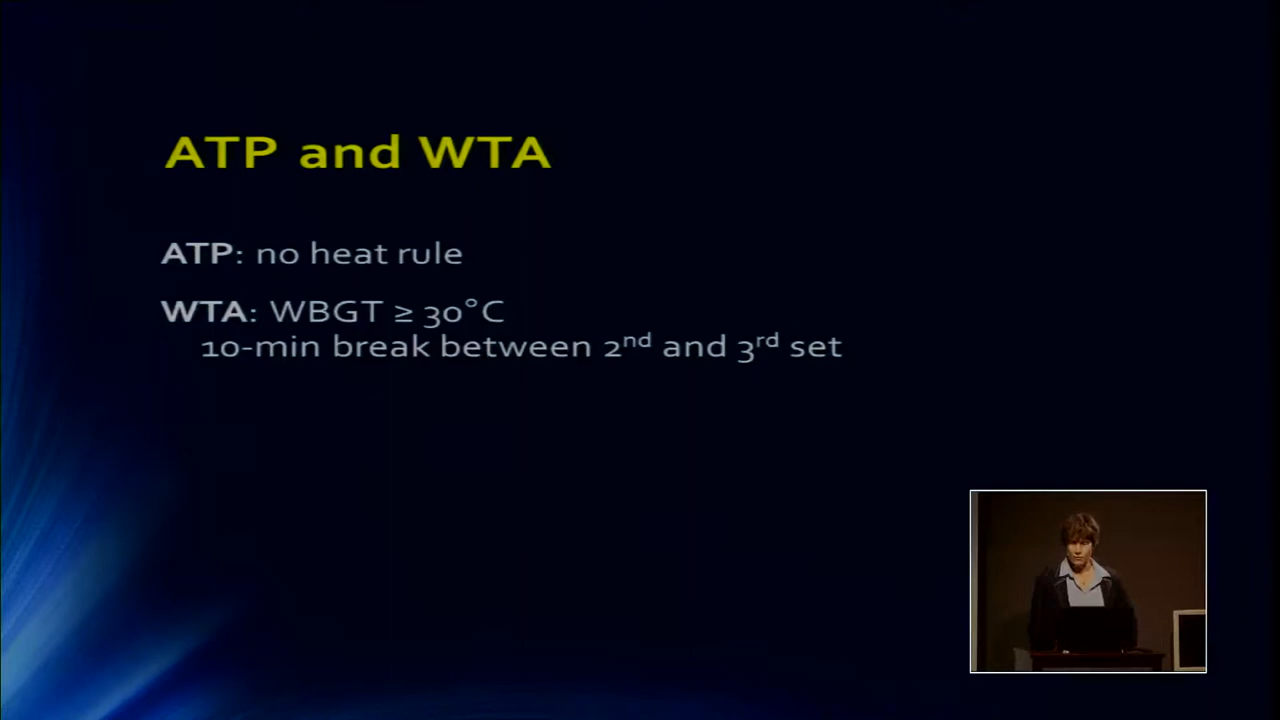 ATP and WTA
ATP: no heat rule
WTA: WBGT ≥ 30°C
10-min break between 2nd and 3rd set